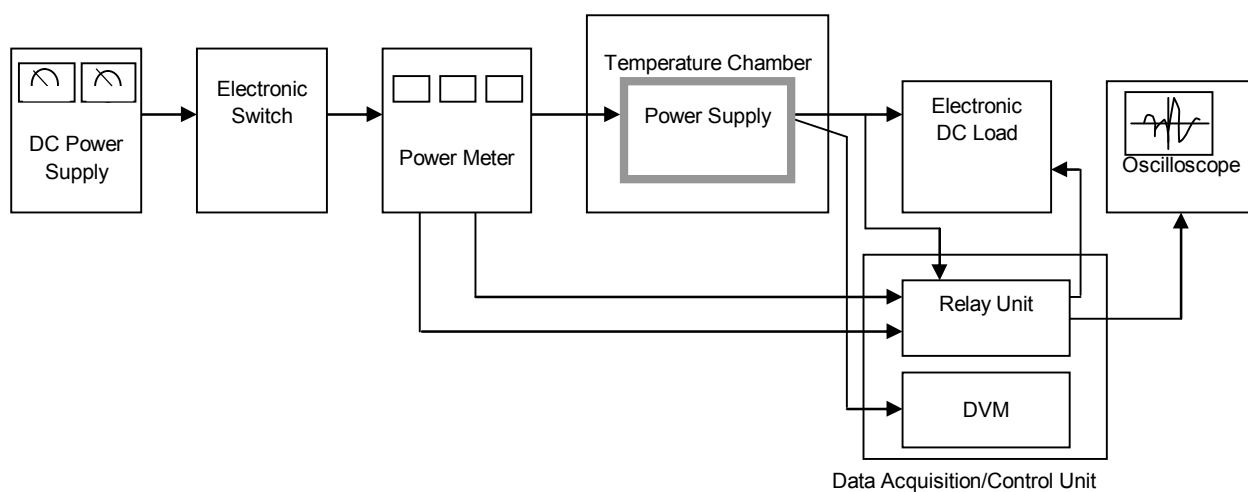 DC Power
Supply
Electronic
Switch
Power Meter
Temperature Chamber
Power Supply
Electronic
DC Load
Oscilloscope
Relay Unit
DVM
Data Acquisition/Control Unit